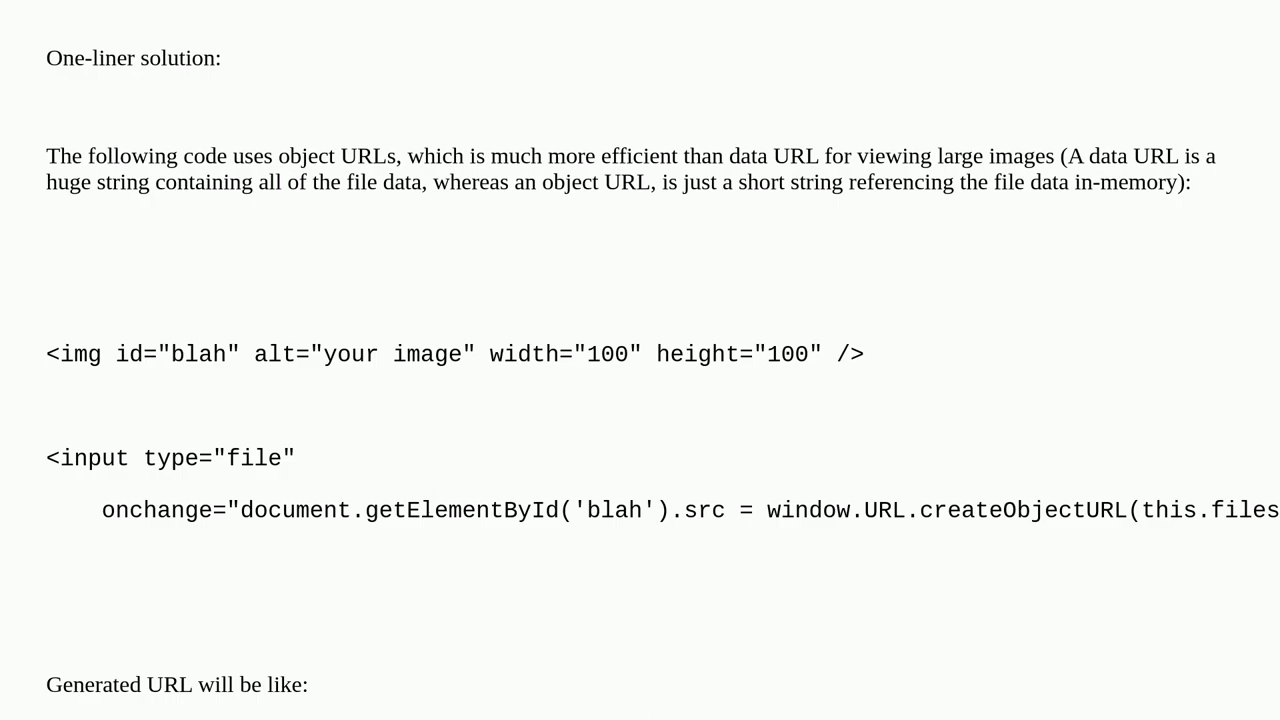 One-liner solution:
The following code uses object URLs, which is much more efficient than data URL for viewing large images (A data URL is a
huge string containing all of the file data, whereas an object URL, is just a short string referencing the file data in-memory):
<img id="blah" alt="your image" width="100" height="100" />
<input type="file"
    onchange="document.getElementById('blah').src = window.URL.createObjectURL(this.files
Generated URL will be like: